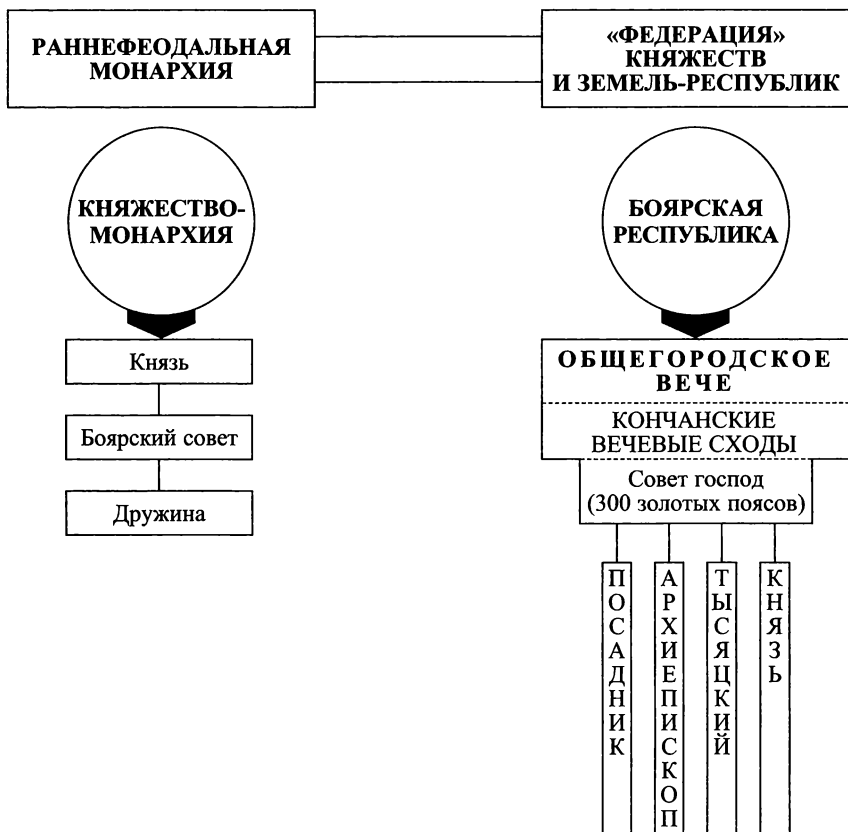 РАННЕФЕОДАЛЬНАЯ
МОНАРХИЯ
«ФЕДЕРАЦИЯ»
КНЯЖЕСТВ
И ЗЕМЕЛЬ-РЕСПУБЛИК
КНЯЖЕСТВО-
МОНАРХИЯ
Князь
Боярский совет
Дружина
БОЯРСКАЯ
РЕСПУБЛИКА
ОБЩЕГОРОДСКОЕ
ВЕЧЕ
КОНЧАНСКИЕ
ВЕЧЕВЫЕ СХОДЫ
Совет господ
(300 золотых поясов)
ПОСАДНИК
АРХИЕПИСКОП
ТЫСЯЦКИЙ
КНЯЗЬ